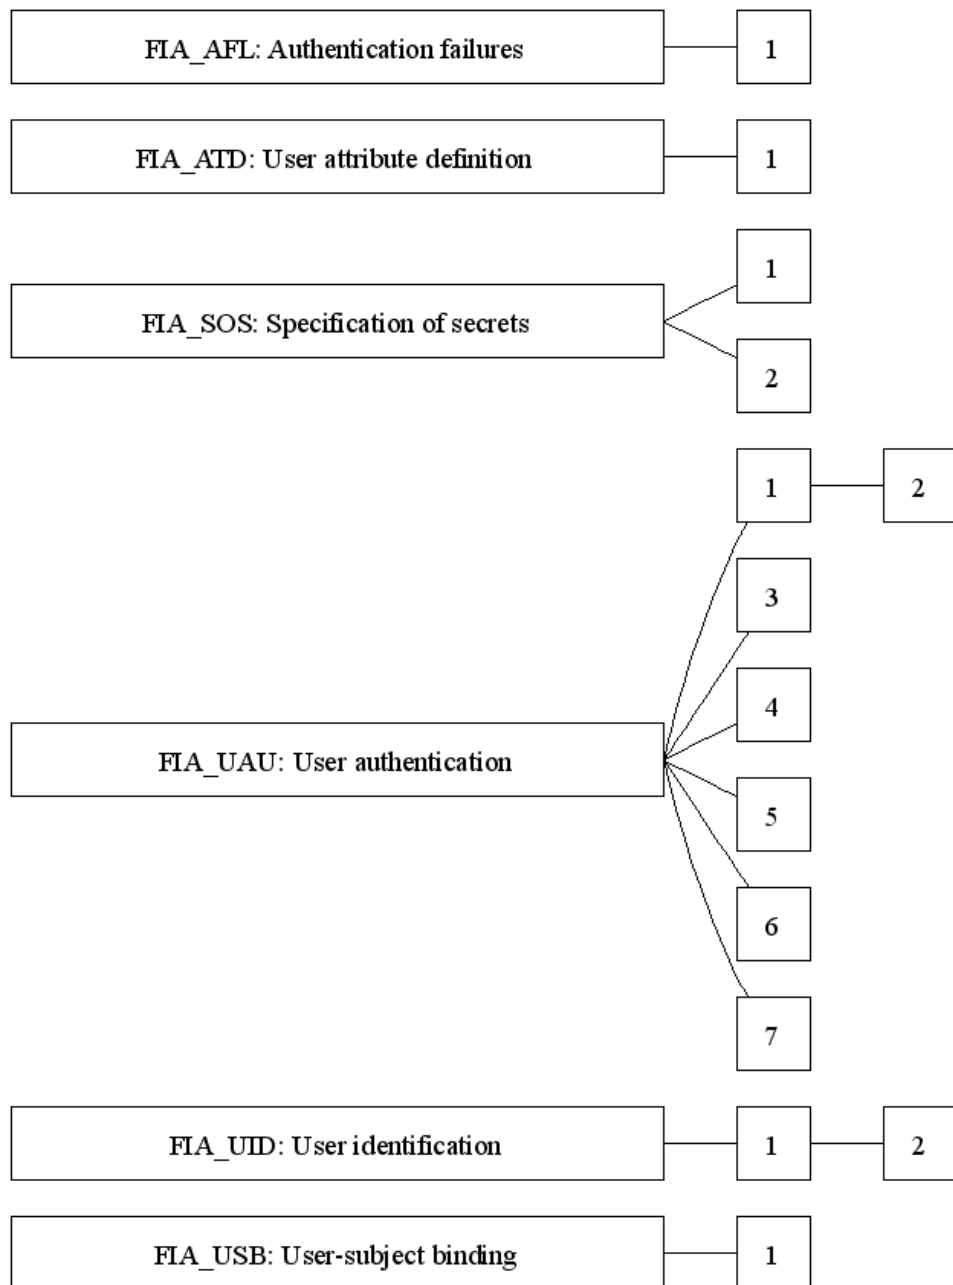 FIA_AFL: Authentication failures 1
FIA_ATD: User attribute definition 1
1
FIA_SOS: Specification of secrets
2
1 2
3
4
FIA_UAU: User authentication
5
6
7
FIA_UID: User identification 1 2
FIA_USB: User-subject binding 1